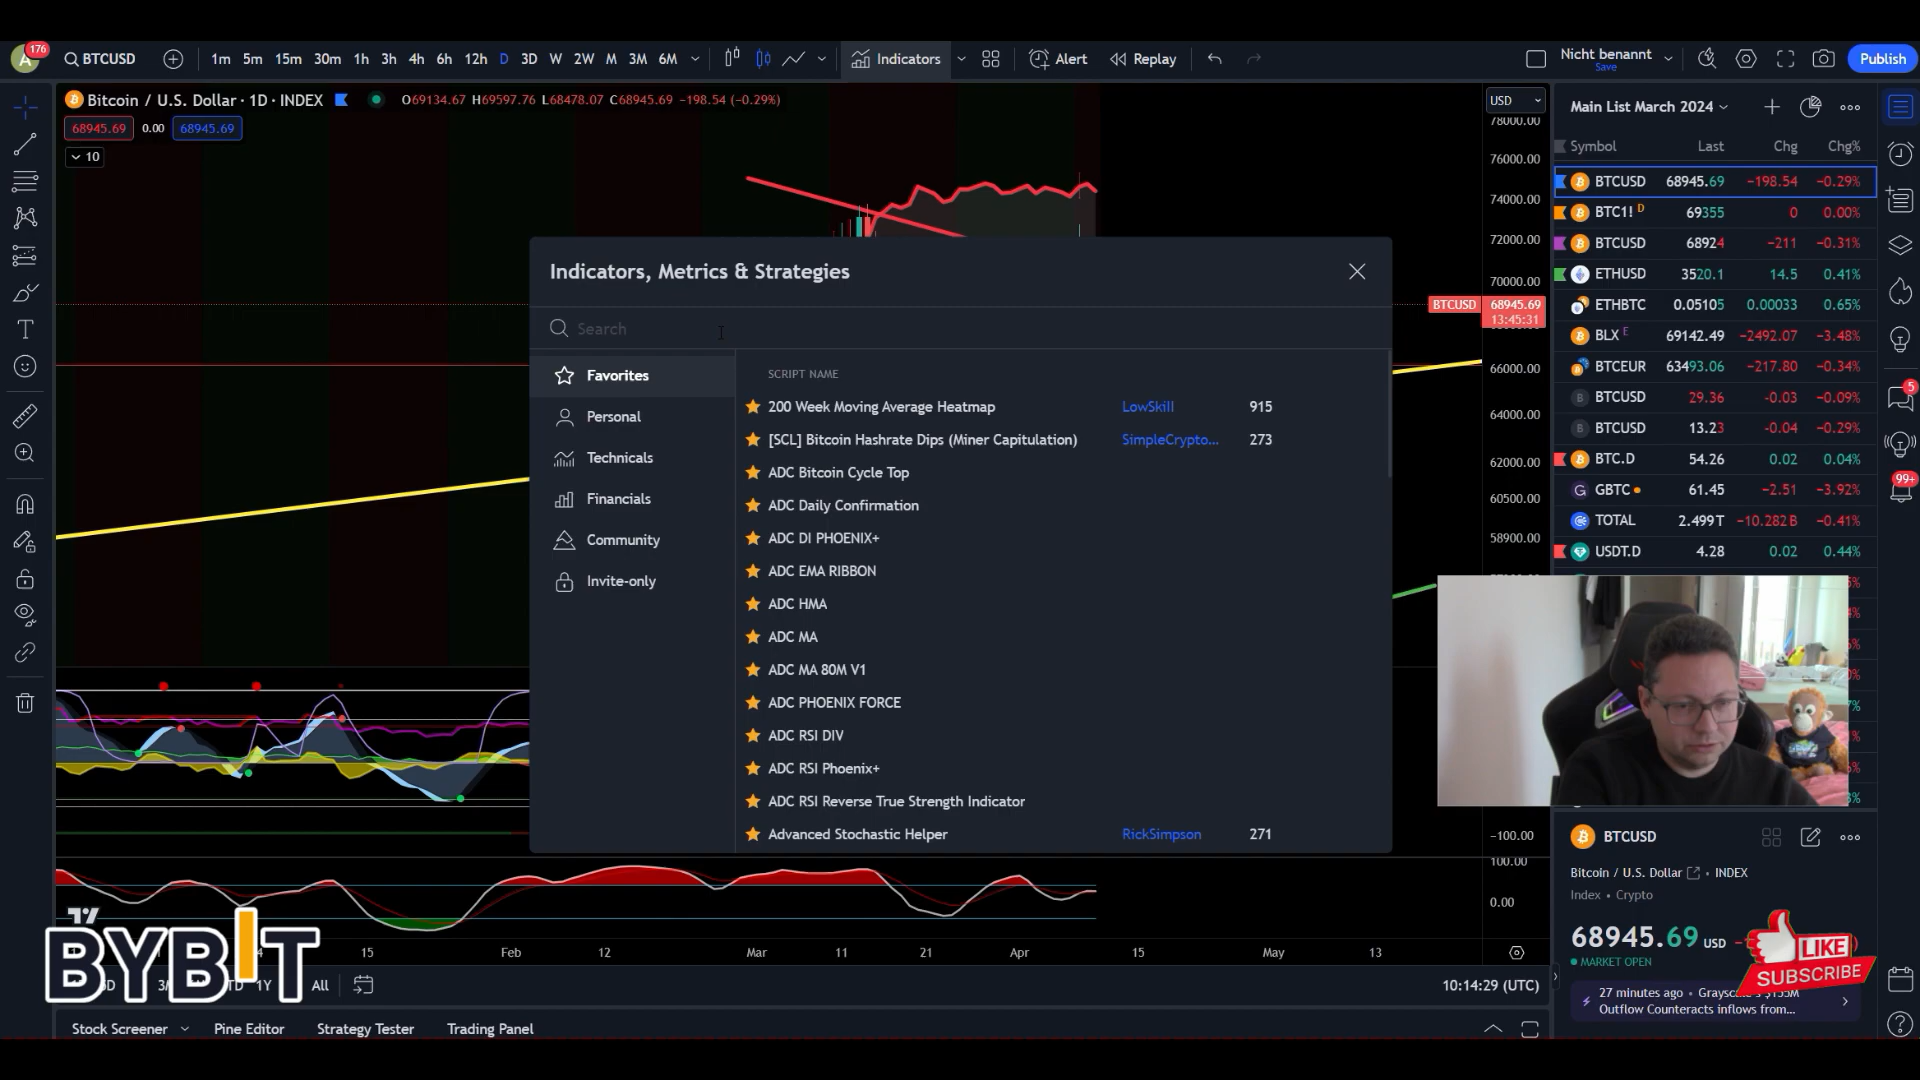 A 176 BTCUSD 1m 5m 15m 30m 1h 3h 4h 6h 12h D 3D W 2W M 3M 6M Indicators Alert Replay Nicht benannt Publish
Save
Bitcoin / U.S. Dollar · 1D · INDEX O69134.67 H69597.76 L68478.07 C68945.69 −198.54 (−0.29%)
68945.69 0.00 68945.69
10
USD
78000.00
76000.00
74000.00
72000.00
70000.00
BTCUSD 68945.69
13:45:31
66000.00
64000.00
62000.00
60500.00
58900.00
−100.00
100.00
0.00
Indicators, Metrics & Strategies
Search
Favorites
Personal
Technicals
Financials
Community
Invite-only
SCRIPT NAME
200 Week Moving Average Heatmap LowSkill 915
[SCL] Bitcoin Hashrate Dips (Miner Capitulation) SimpleCrypto... 273
ADC Bitcoin Cycle Top
ADC Daily Confirmation
ADC DI PHOENIX+
ADC EMA RIBBON
ADC HMA
ADC MA
ADC MA 80M V1
ADC PHOENIX FORCE
ADC RSI DIV
ADC RSI Phoenix+
ADC RSI Reverse True Strength Indicator
Advanced Stochastic Helper RickSimpson 271
Main List March 2024
Symbol Last Chg Chg%
BTCUSD 68945.69 −198.54 −0.29%
BTC1! D 69355 0 0.00%
BTCUSD 68924 −211 −0.31%
ETHUSD 3520.1 14.5 0.41%
ETHBTC 0.05105 0.00033 0.65%
BLX E 69142.49 −2492.07 −3.48%
BTCEUR 63493.06 −217.80 −0.34%
BTCUSD 29.36 −0.03 −0.09%
BTCUSD 13.23 −0.04 −0.29%
BTC.D 54.26 0.02 0.04%
GBTC 61.45 −2.51 −3.92%
TOTAL 2.499T −10.282B −0.41%
USDT.D 4.28 0.02 0.44%
5
99+
BTCUSD
Bitcoin / U.S. Dollar · INDEX
Index · Crypto
68945.69 USD
MARKET OPEN
27 minutes ago ·
Outflow Counteracts inflows from...
LIKE
SUBSCRIBE
15 Feb 12 Mar 11 21 Apr 15 May 13
BYBIT
1Y All 10:14:29 (UTC)
Stock Screener Pine Editor Strategy Tester Trading Panel